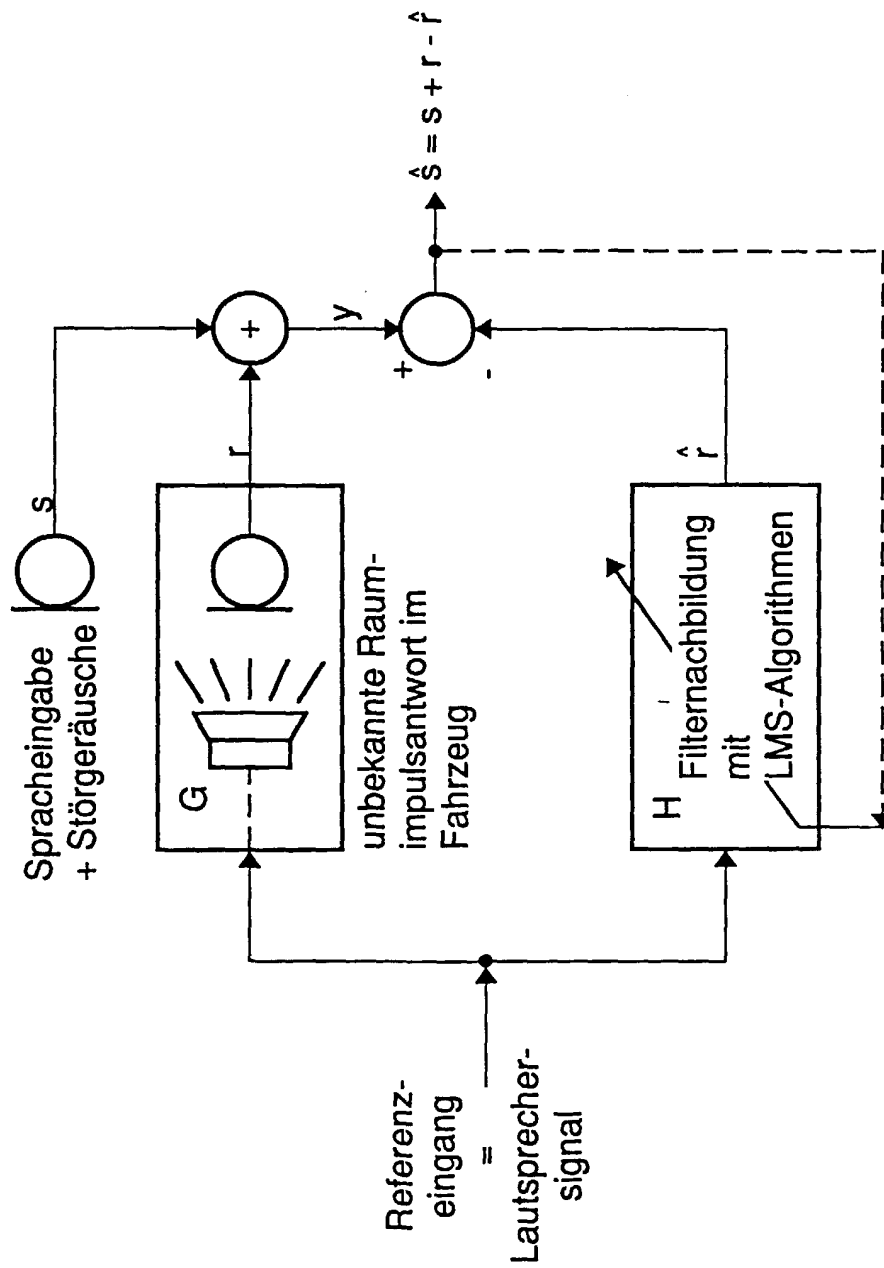 Spracheingabe
+ Störgeräusche
s
G
r
unbekannte Raum-
impulsantwort im
Fahrzeug
+
y
+
-
ŝ = s + r - r̂
Referenz-
eingang
=
Lautsprecher-
signal
H
Filternachbildung
mit
LMS-Algorithmen
r̂